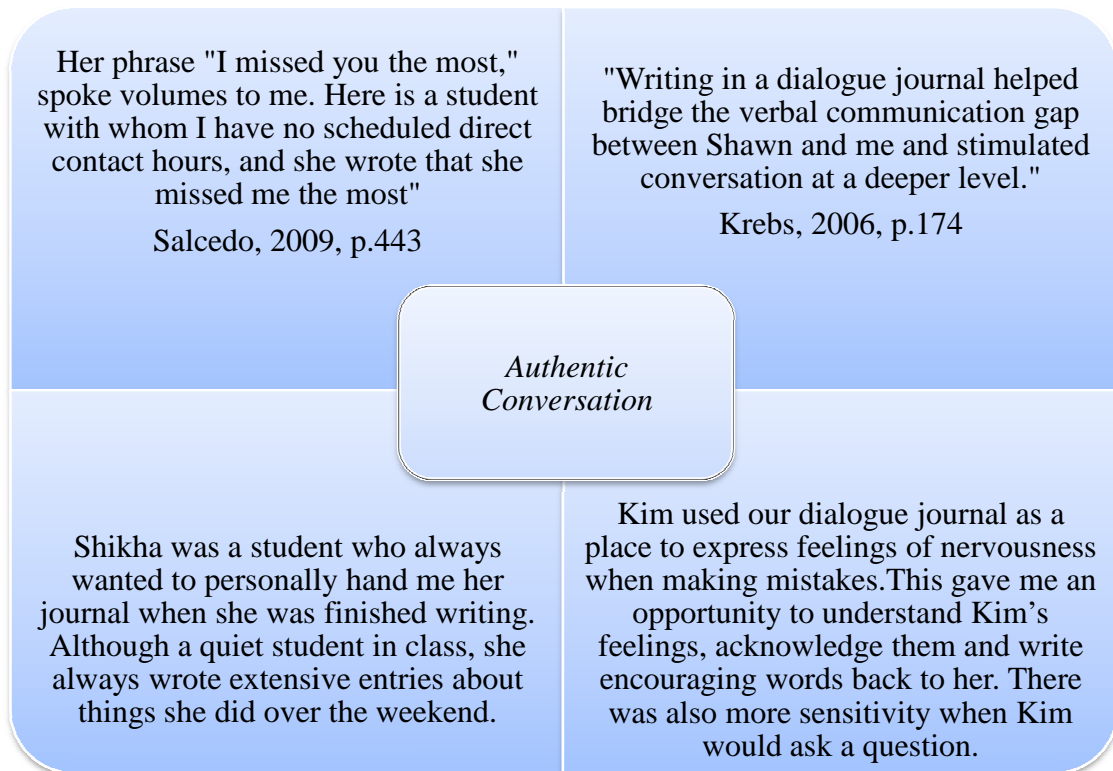 Her phrase "I missed you the most,"
spoke volumes to me. Here is a student
with whom I have no scheduled direct
contact hours, and she wrote that she
missed me the most"
Salcedo, 2009, p.443
"Writing in a dialogue journal helped
bridge the verbal communication gap
between Shawn and me and stimulated
conversation at a deeper level."
Krebs, 2006, p.174
Authentic
Conversation
Shikha was a student who always
wanted to personally hand me her
journal when she was finished writing.
Although a quiet student in class, she
always wrote extensive entries about
things she did over the weekend.
Kim used our dialogue journal as a
place to express feelings of nervousness
when making mistakes.This gave me an
opportunity to understand Kim’s
feelings, acknowledge them and write
encouraging words back to her. There
was also more sensitivity when Kim
would ask a question.